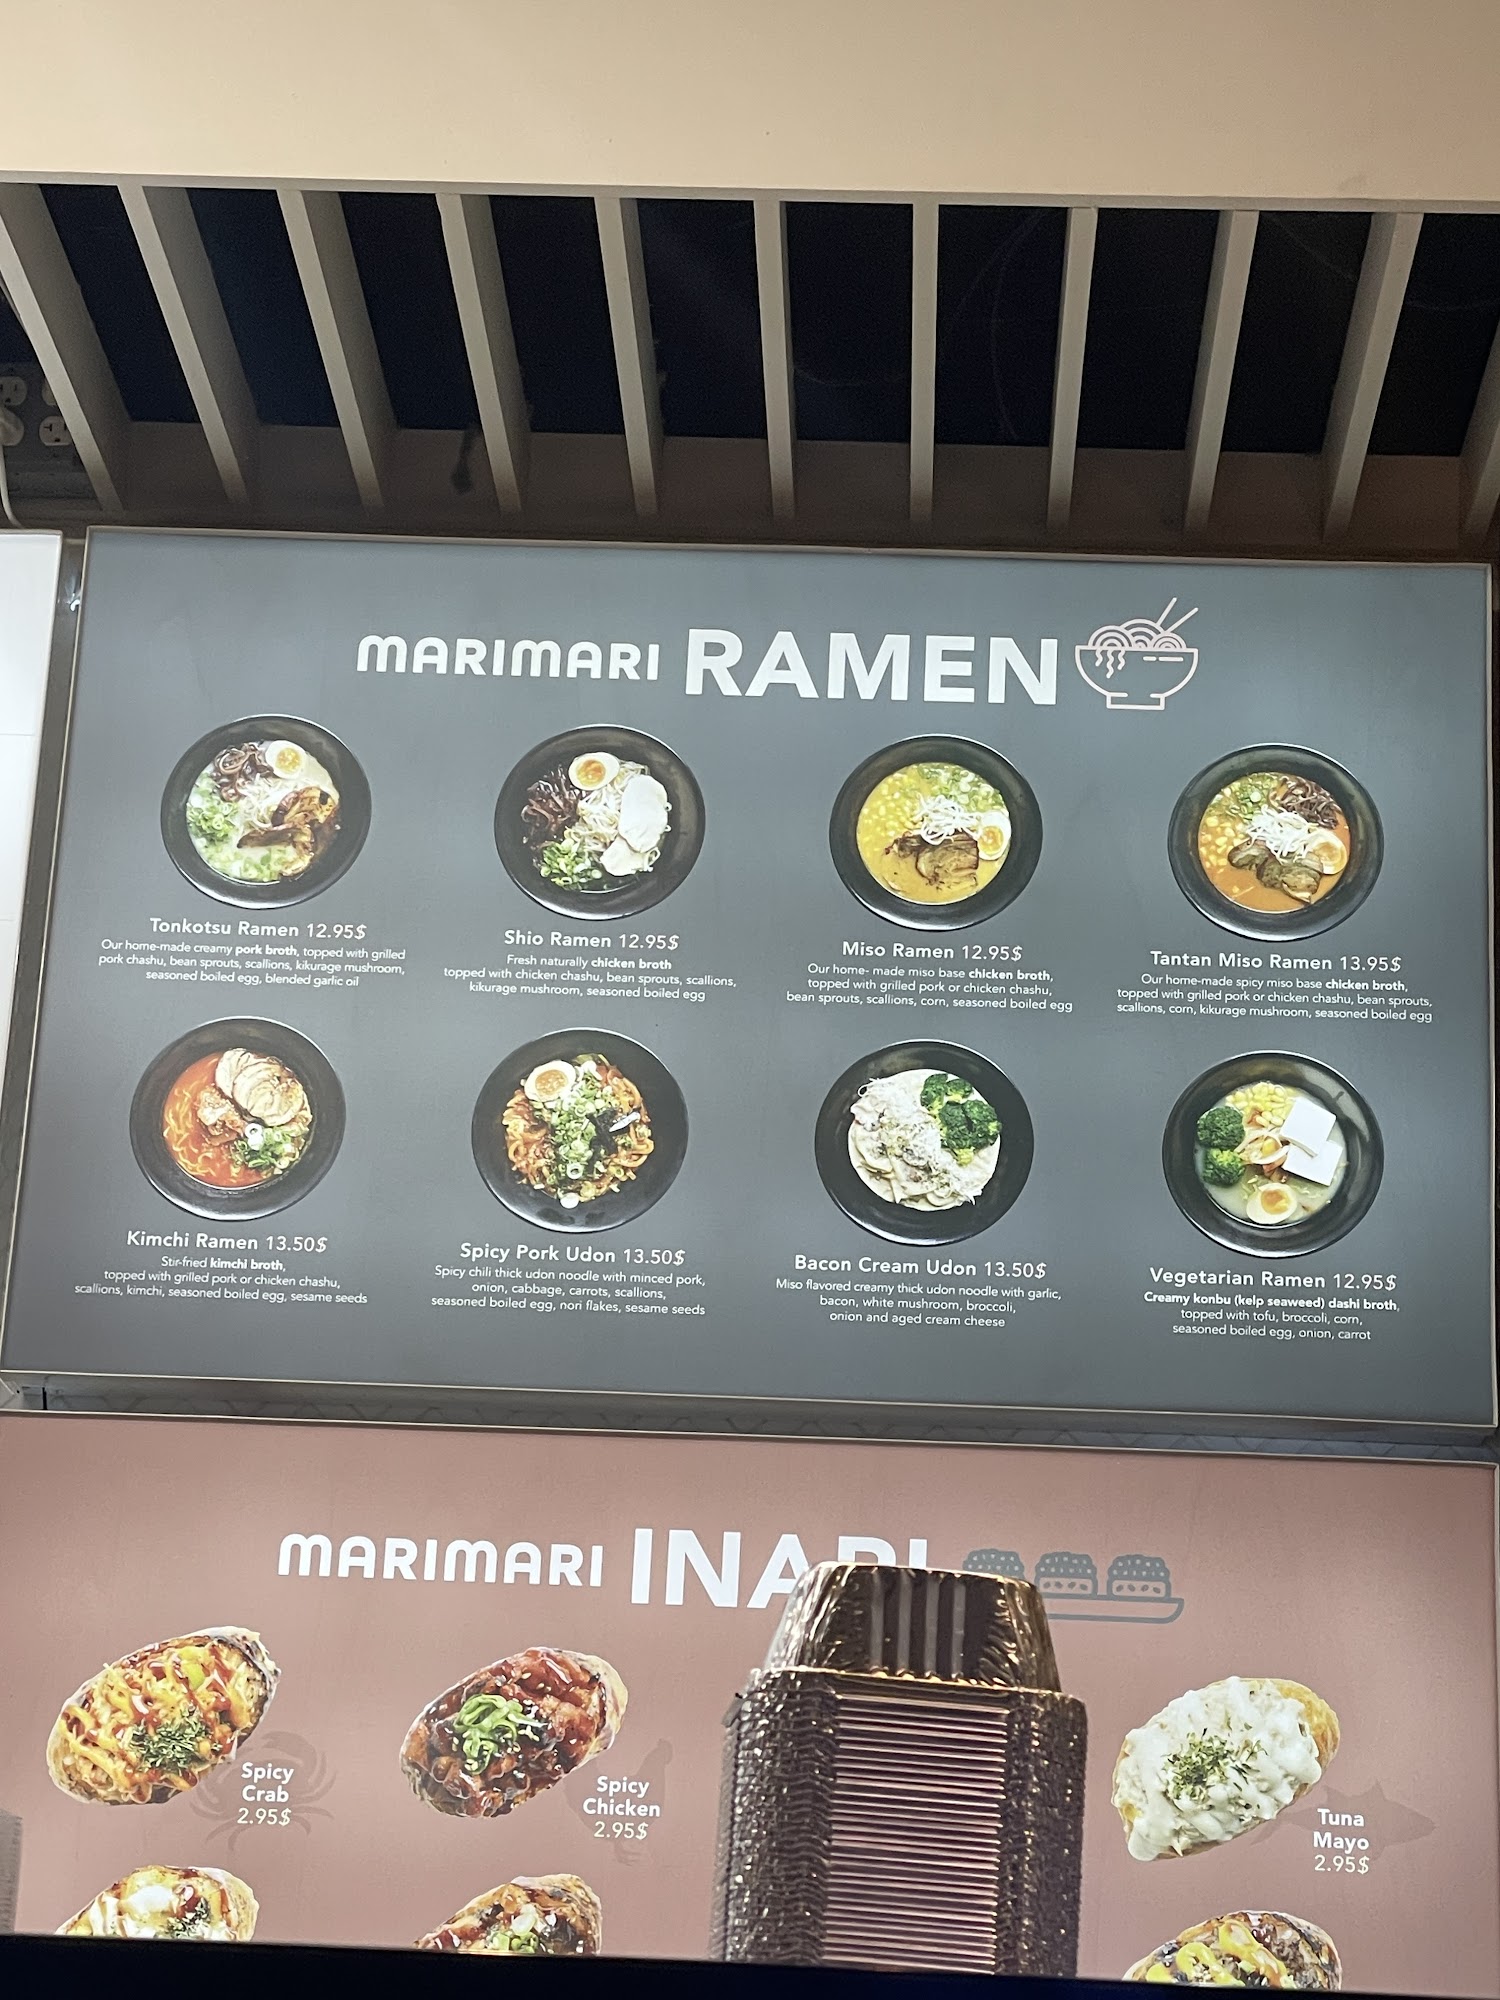 MARIMARI RAMEN
Tonkotsu Ramen 12.95$
Our home-made creamy pork broth, topped with grilled
pork chashu, bean sprouts, scallions, kikurage mushroom,
seasoned boiled egg, blended garlic oil
Shio Ramen 12.95$
Fresh naturally chicken broth
topped with chicken chashu, bean sprouts, scallions,
kikurage mushroom, seasoned boiled egg
Miso Ramen 12.95$
Our home- made miso base chicken broth,
topped with grilled pork or chicken chashu,
bean sprouts, scallions, corn, seasoned boiled egg
Tantan Miso Ramen 13.95$
Our home-made spicy miso base chicken broth,
topped with grilled pork or chicken chashu, bean sprouts,
scallions, corn, kikurage mushroom, seasoned boiled egg
Kimchi Ramen 13.50$
Stir-fried kimchi broth,
topped with grilled pork or chicken chashu,
scallions, kimchi, seasoned boiled egg, sesame seeds
Spicy Pork Udon 13.50$
Spicy chili thick udon noodle with minced pork,
onion, cabbage, carrots, scallions,
seasoned boiled egg, nori flakes, sesame seeds
Bacon Cream Udon 13.50$
Miso flavored creamy thick udon noodle with garlic,
bacon, white mushroom, broccoli,
onion and aged cream cheese
Vegetarian Ramen 12.95$
Creamy konbu (kelp seaweed) dashi broth,
topped with tofu, broccoli, corn,
seasoned boiled egg, onion, carrot
MARIMARI INARI
Spicy
Crab
2.95$
Spicy
Chicken
2.95$
Tuna
Mayo
2.95$